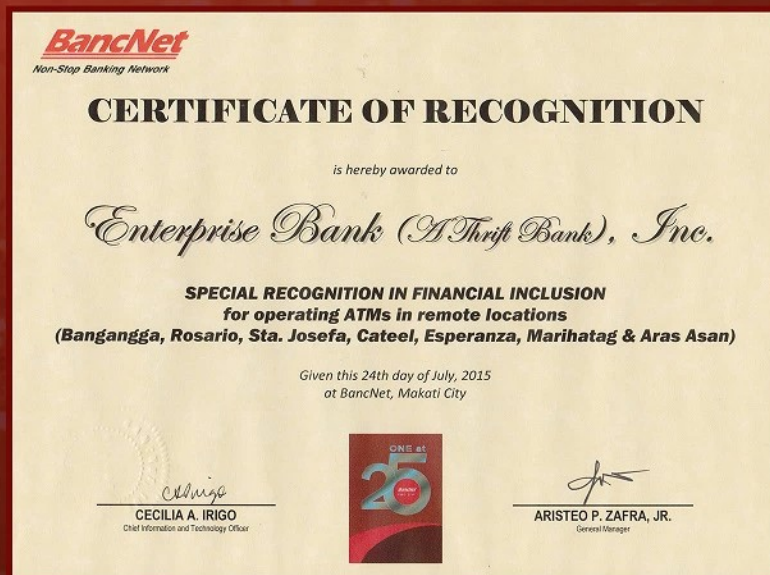 BancNet
Non-Stop Banking Network
CERTIFICATE OF RECOGNITION
is hereby awarded to
Enterprise Bank (A Thrift Bank), Inc.
SPECIAL RECOGNITION IN FINANCIAL INCLUSION
for operating ATMs in remote locations
(Bangangga, Rosario, Sta. Josefa, Cateel, Esperanza, Marihatag & Aras Asan)
Given this 24th day of July, 2015
at BancNet, Makati City
ONE at
25
BancNet
CECILIA A. IRIGO
Chief Information and Technology Officer
ARISTEO P. ZAFRA, JR.
General Manager